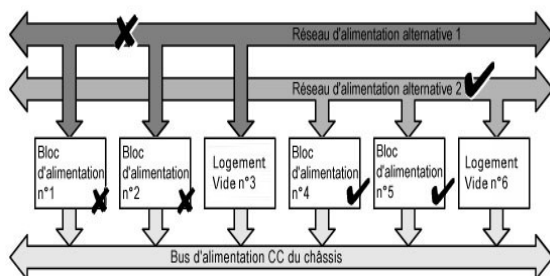 Réseau d'alimentation alternative 1
Réseau d'alimentation alternative 2
Bloc
d'alimentation
n°1
Bloc
d'alimentation
n°2
Logement
Vide n°3
Bloc
d'alimentation
n°4
Bloc
d'alimentation
n°5
Logement
Vide n°6
Bus d'alimentation CC du châssis